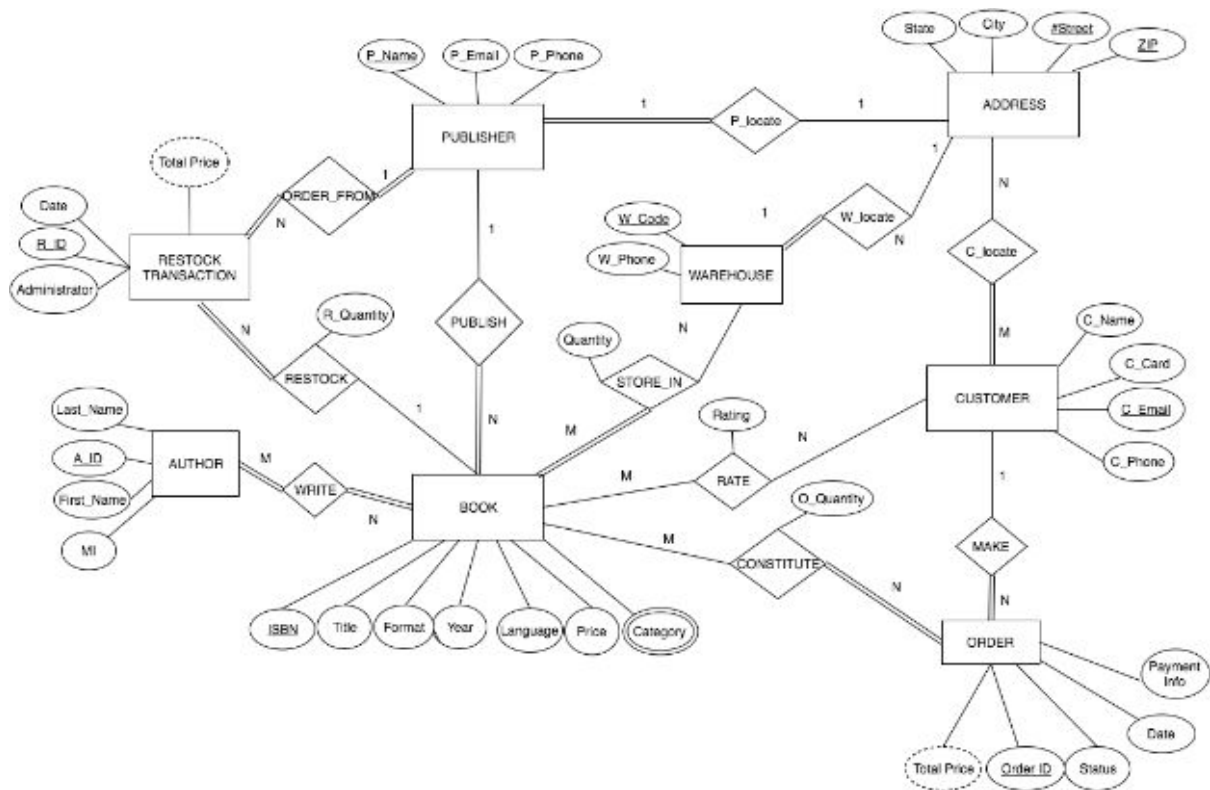 State
City
#Street
ZIP
P_Name
P_Email
P_Phone
ADDRESS
1
1
P_locate
PUBLISHER
Total Price
ORDER_FROM
1
N
1
N
Date
R_ID
Administrator
RESTOCK
TRANSACTION
1
W_Code
W_Phone
WAREHOUSE
1
W_locate
N
C_locate
N
R_Quantity
RESTOCK
PUBLISH
Quantity
STORE_IN
N
M
C_Name
C_Card
C_Email
C_Phone
CUSTOMER
Last_Name
A_ID
First_Name
MI
AUTHOR
M
WRITE
N
1
N
M
Rating
RATE
M
N
BOOK
O_Quantity
CONSTITUTE
M
N
1
MAKE
N
ISBN
Title
Format
Year
Language
Price
Category
ORDER
Payment
Info
Date
Total Price
Order ID
Status